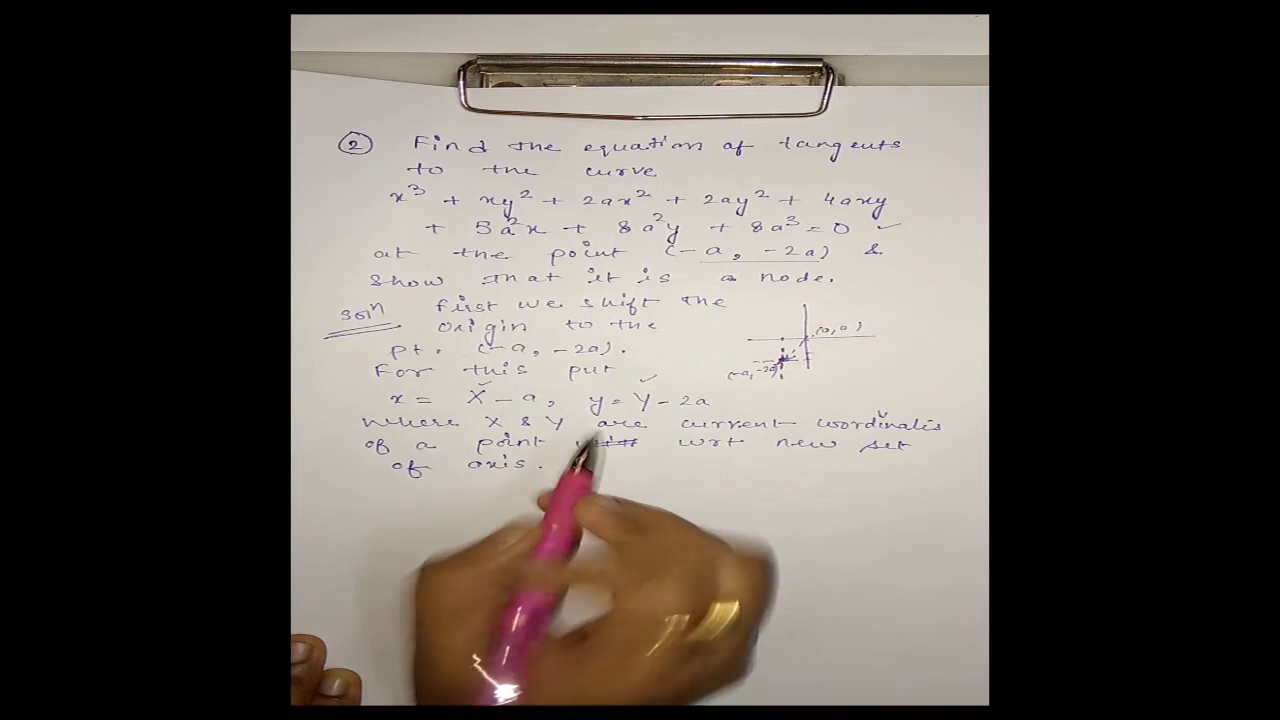 ② Find the equation of tangents
to the curve
x³ + xy² + 2ax² + 2ay² + 4axy
+ 5a²x + 8a²y + 8a³ = 0 ✓
at the point (-a, -2a) &
show that it is a node.
Solⁿ First we shift the
origin to the
pt. (-a, -2a).
(0, 0)
(-a, -2a)
For this put
x = X - a, y = Y - 2a
where X & Y are current coordinates
of a point wrt new set
of axis.